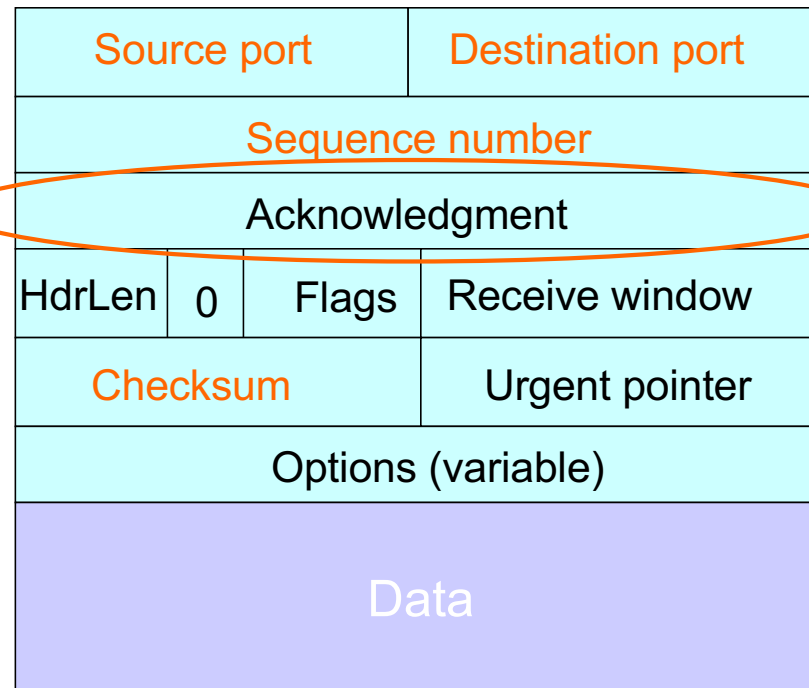 Source port Destination port
Sequence number
Acknowledgment
HdrLen 0 Flags Receive window
Checksum Urgent pointer
Options (variable)
Data